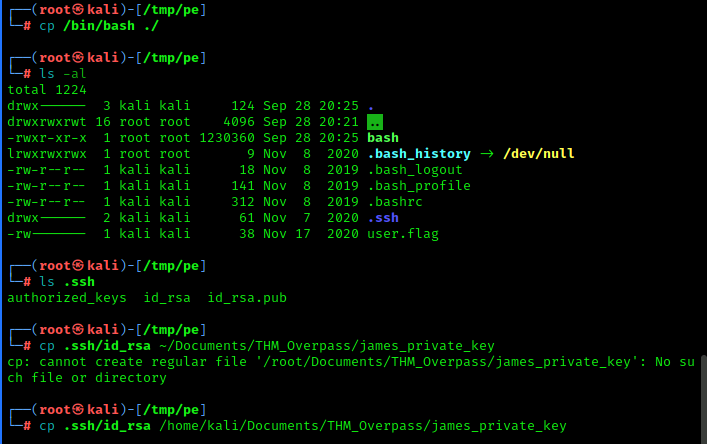 ┌──(root㉿kali)-[/tmp/pe]
└─# cp /bin/bash ./
┌──(root㉿kali)-[/tmp/pe]
└─# ls -al
total 1224
drwx------  3 kali kali     124 Sep 28 20:25 .
drwxrwxrwt 16 root root    4096 Sep 28 20:21 ..
-rwxr-xr-x  1 root root 1230360 Sep 28 20:25 bash
lrwxrwxrwx  1 root root       9 Nov  8  2020 .bash_history -> /dev/null
-rw-r--r--  1 kali kali      18 Nov  8  2019 .bash_logout
-rw-r--r--  1 kali kali     141 Nov  8  2019 .bash_profile
-rw-r--r--  1 kali kali     312 Nov  8  2019 .bashrc
drwx------  2 kali kali      61 Nov  7  2020 .ssh
-rw-------  1 kali kali      38 Nov 17  2020 user.flag
┌──(root㉿kali)-[/tmp/pe]
└─# ls .ssh
authorized_keys  id_rsa  id_rsa.pub
┌──(root㉿kali)-[/tmp/pe]
└─# cp .ssh/id_rsa ~/Documents/THM_Overpass/james_private_key
cp: cannot create regular file '/root/Documents/THM_Overpass/james_private_key': No su
ch file or directory
┌──(root㉿kali)-[/tmp/pe]
└─# cp .ssh/id_rsa /home/kali/Documents/THM_Overpass/james_private_key